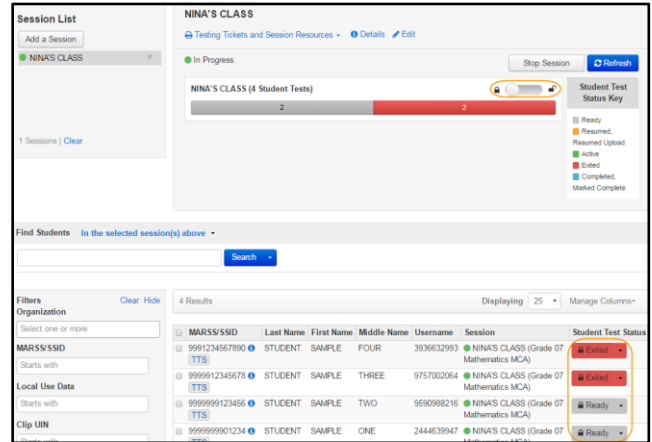 Session List
Add a Session
NINA'S CLASS
1 Sessions | Clear
NINA'S CLASS
Testing Tickets and Session Resources
Details
Edit
In Progress
Stop Session
Refresh
NINA'S CLASS (4 Student Tests)
2
2
Student Test
Status Key
Ready
Resumed,
Resumed Upload
Active
Exited
Completed,
Marked Complete
Find Students In the selected session(s) above
Search
Filters Clear Hide
Organization
Select one or more
MARSS/SSID
Starts with
Local Use Data
Starts with
Clip UIN
Starts with
4 Results Displaying 25 Manage Columns
MARSS/SSID Last Name First Name Middle Name Username Session Student Test Status
9991234567890 STUDENT SAMPLE FOUR 3936632993 NINA'S CLASS (Grade 07 Exited
TTS Mathematics MCA)
9999912345678 STUDENT SAMPLE THREE 9757002064 NINA'S CLASS (Grade 07 Exited
TTS Mathematics MCA)
9999999123456 STUDENT SAMPLE TWO 9590988216 NINA'S CLASS (Grade 07 Ready
TTS Mathematics MCA)
9999999901234 STUDENT SAMPLE ONE 2444639947 NINA'S CLASS (Grade 07 Ready
TTS Mathematics MCA)